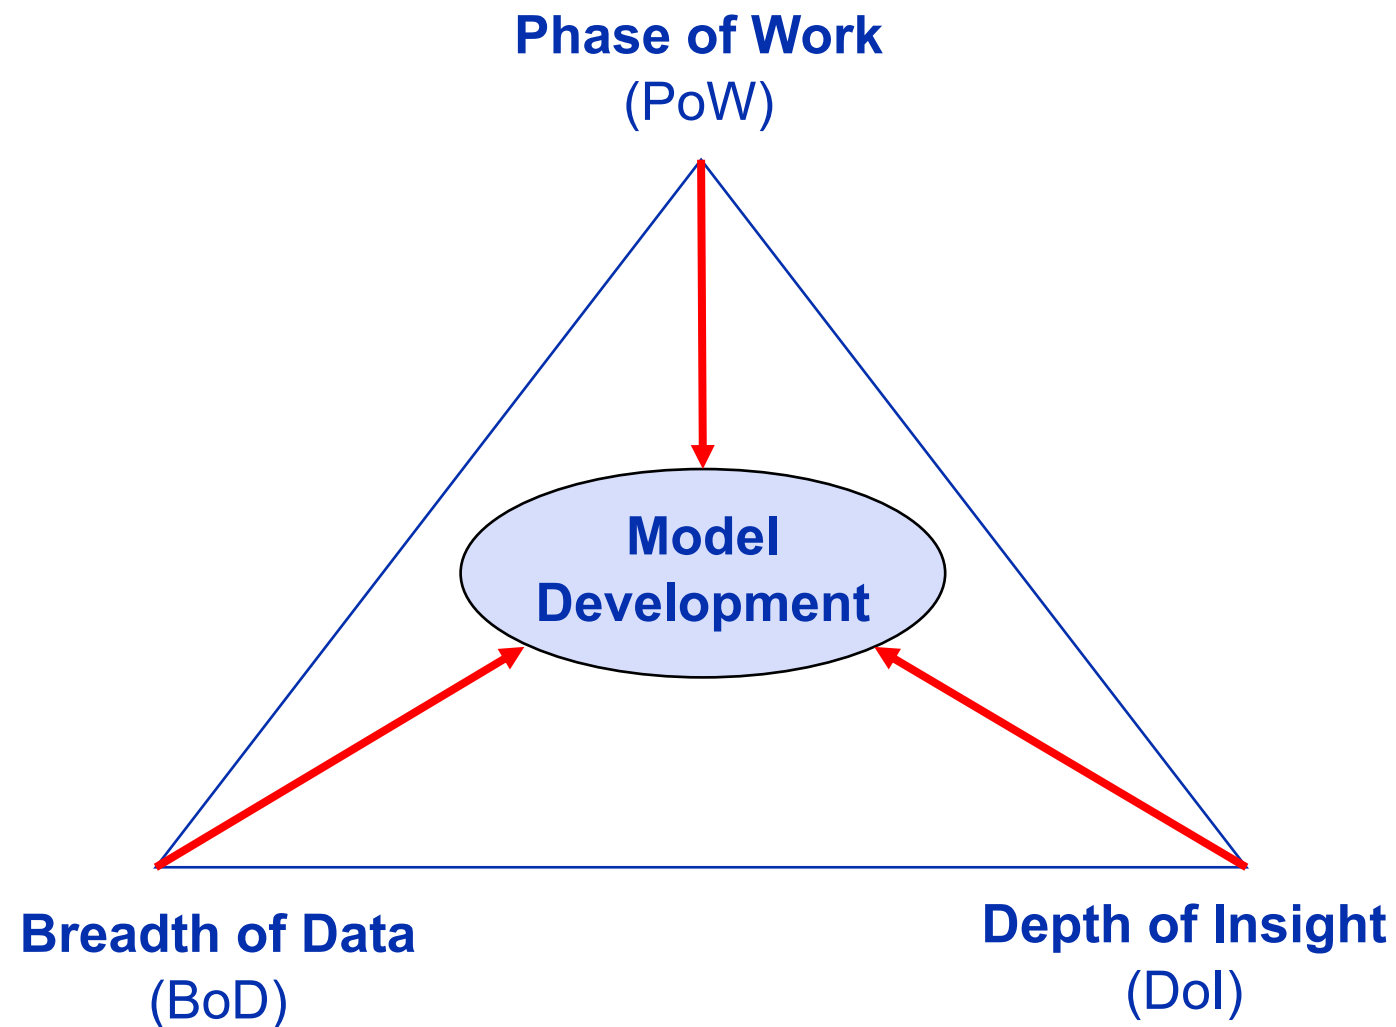 Phase of Work
(PoW)
Model
Development
Breadth of Data
(BoD)
Depth of Insight
(DoI)